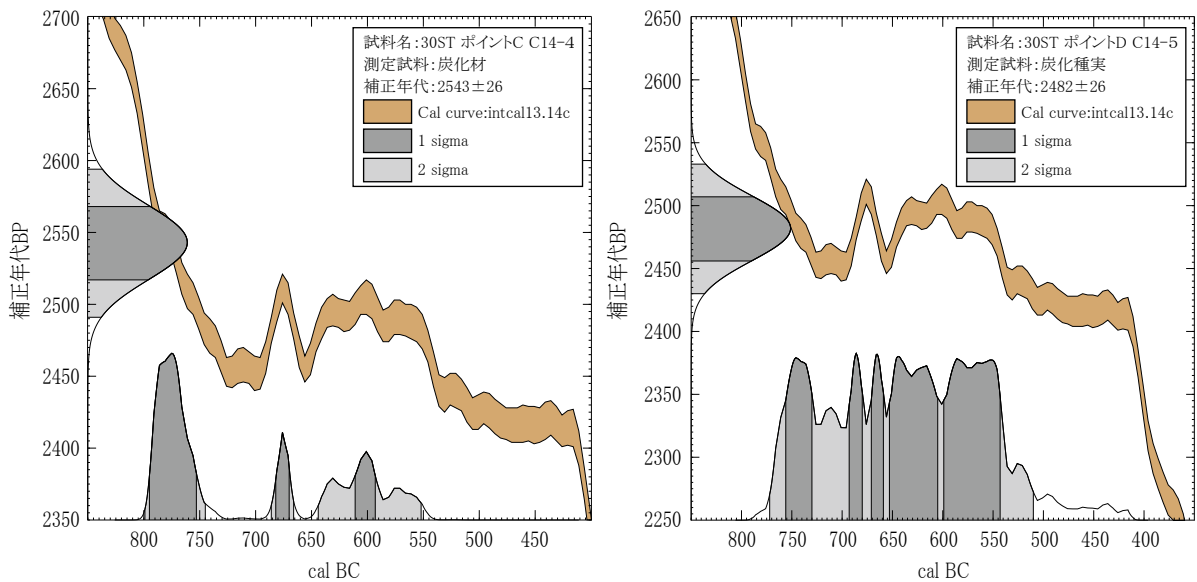 試料名:30ST ポイントC C14-4
測定試料:炭化材
補正年代:2543±26
Cal curve:intcal13.14c
1 sigma
2 sigma
補正年代BP
2700
2650
2600
2550
2500
2450
2400
2350
800 750 700 650 600 550 500 450 400
cal BC
試料名:30ST ポイントD C14-5
測定試料:炭化種実
補正年代:2482±26
Cal curve:intcal13.14c
1 sigma
2 sigma
補正年代BP
2650
2600
2550
2500
2450
2400
2350
2300
2250
800 750 700 650 600 550 500 450 400
cal BC